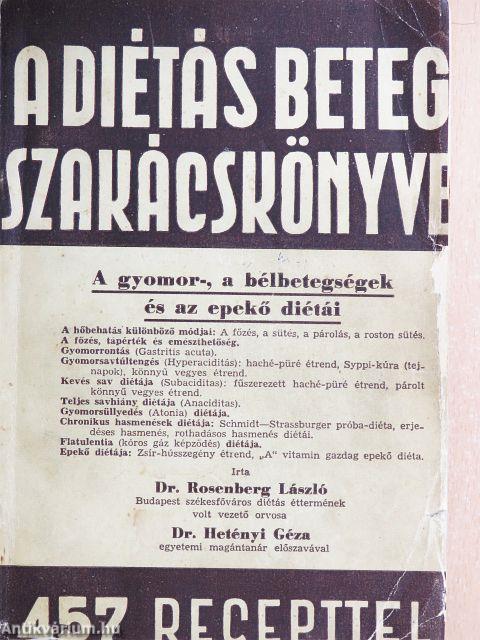 A DIÉTÁS BETEG
SZAKÁCSKÖNYVE
A gyomor-, a bélbetegségek
és az epekő diétái
A hőbehatás különböző módjai: A főzés, a sütés, a párolás, a roston sütés.
A főzés, tápérték és emészthetőség.
Gyomorrontás (Gastritis acuta).
Gyomorsavtúltengés (Hyperaciditás): haché-püré étrend, Syppi-kúra (tej-
napok), könnyű vegyes étrend.
Kevés sav diétája (Subaciditas): fűszerezett haché-püré étrend, párolt
könnyű vegyes étrend.
Teljes savhiány diétája (Anaciditas).
Gyomorsüllyedés (Atonia) diétája.
Chronikus hasmenések diétája: Schmidt—Strassburger próba-diéta, erje-
déses hasmenés, rothadásos hasmenés diétái.
Flatulentia (kóros gáz képződés) diétája.
Epekő diétája: Zsír-hússzegény étrend, „A" vitamin gazdag epekő diéta.
Irta
Dr. Rosenberg László
Budapest székesfőváros diétás éttermének
volt vezető orvosa
Dr. Hetényi Géza
egyetemi magántanár előszavával
457 RECEPTTEL
Antikvárium.hu